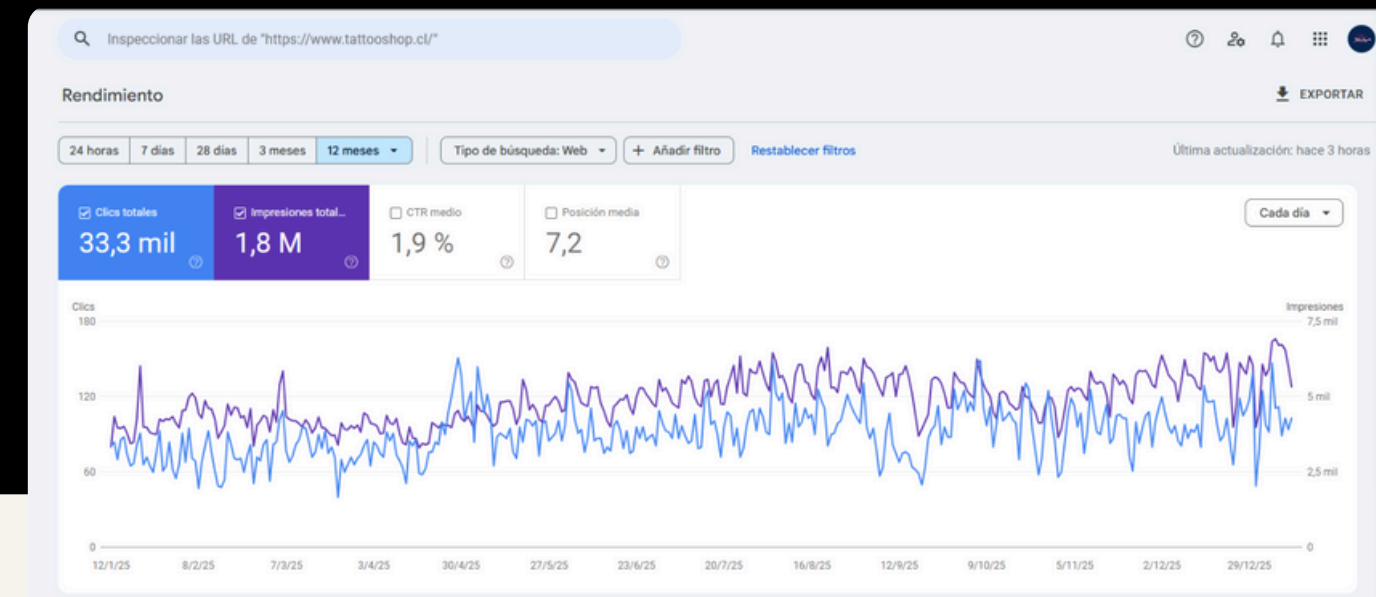 Inspeccionar las URL de "https://www.tattooshop.cl/"
Rendimiento
EXPORTAR
24 horas 7 días 28 días 3 meses 12 meses Tipo de búsqueda: Web + Añadir filtro Restablecer filtros Última actualización: hace 3 horas
Clics totales Impresiones total... CTR medio Posición media Cada día
33,3 mil 1,8 M 1,9 % 7,2
Clics Impresiones
180 7,5 mil
120 5 mil
60 2,5 mil
0 0
12/1/25 8/2/25 7/3/25 3/4/25 30/4/25 27/5/25 23/6/25 20/7/25 16/8/25 12/9/25 9/10/25 5/11/25 2/12/25 29/12/25